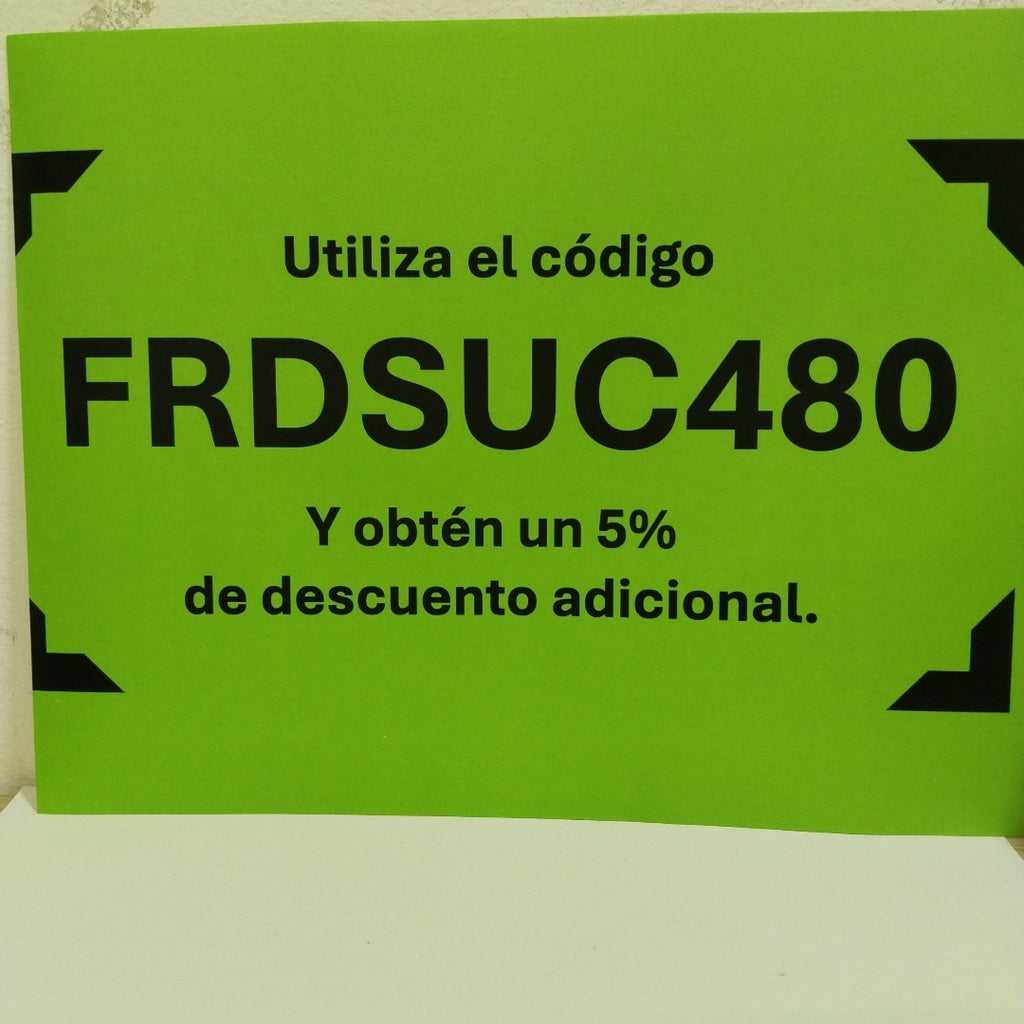 Utiliza el código
FRDSUC480
Y obtén un 5%
de descuento adicional.